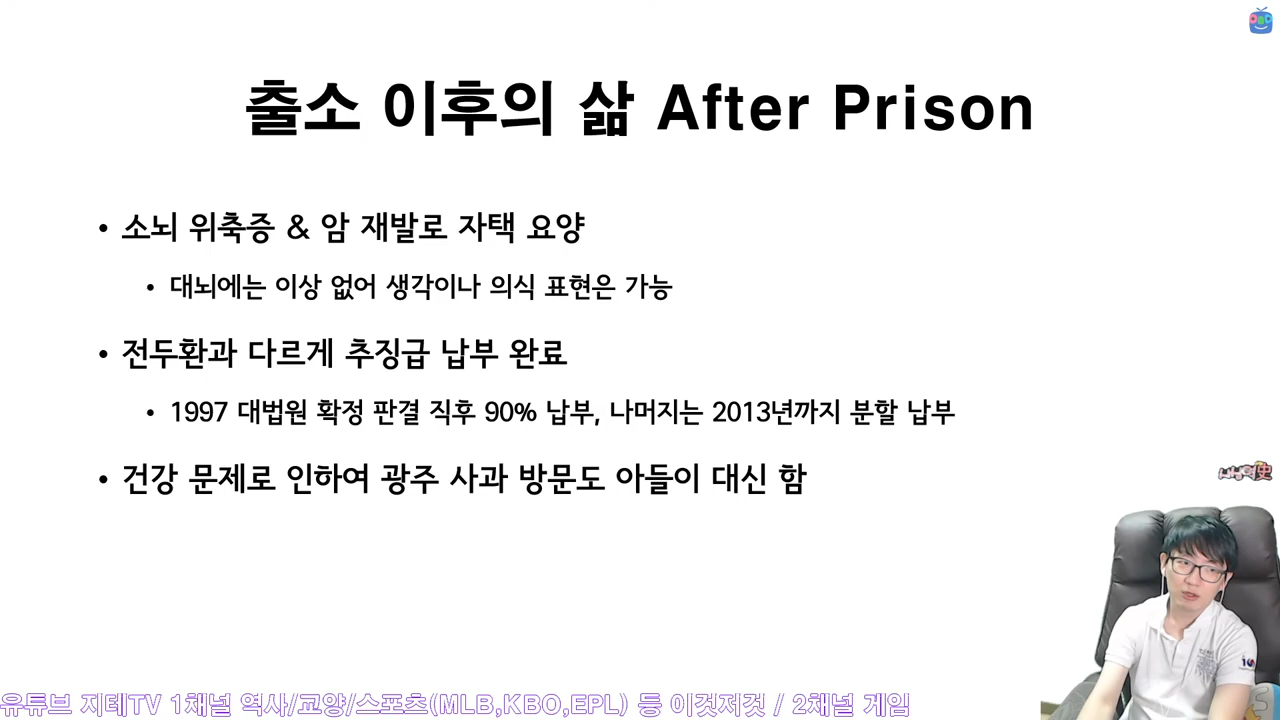 출소 이후의 삶 After Prison
• 소뇌 위축증 & 암 재발로 자택 요양
• 대뇌에는 이상 없어 생각이나 의식 표현은 가능
• 전두환과 다르게 추징급 납부 완료
• 1997 대법원 확정 판결 직후 90% 납부, 나머지는 2013년까지 분할 납부
• 건강 문제로 인하여 광주 사과 방문도 아들이 대신 함
유튜브 지테TV 1채널 역사/교양/스포츠(MLB,KBO,EPL) 등 이것저것 / 2채널 게임